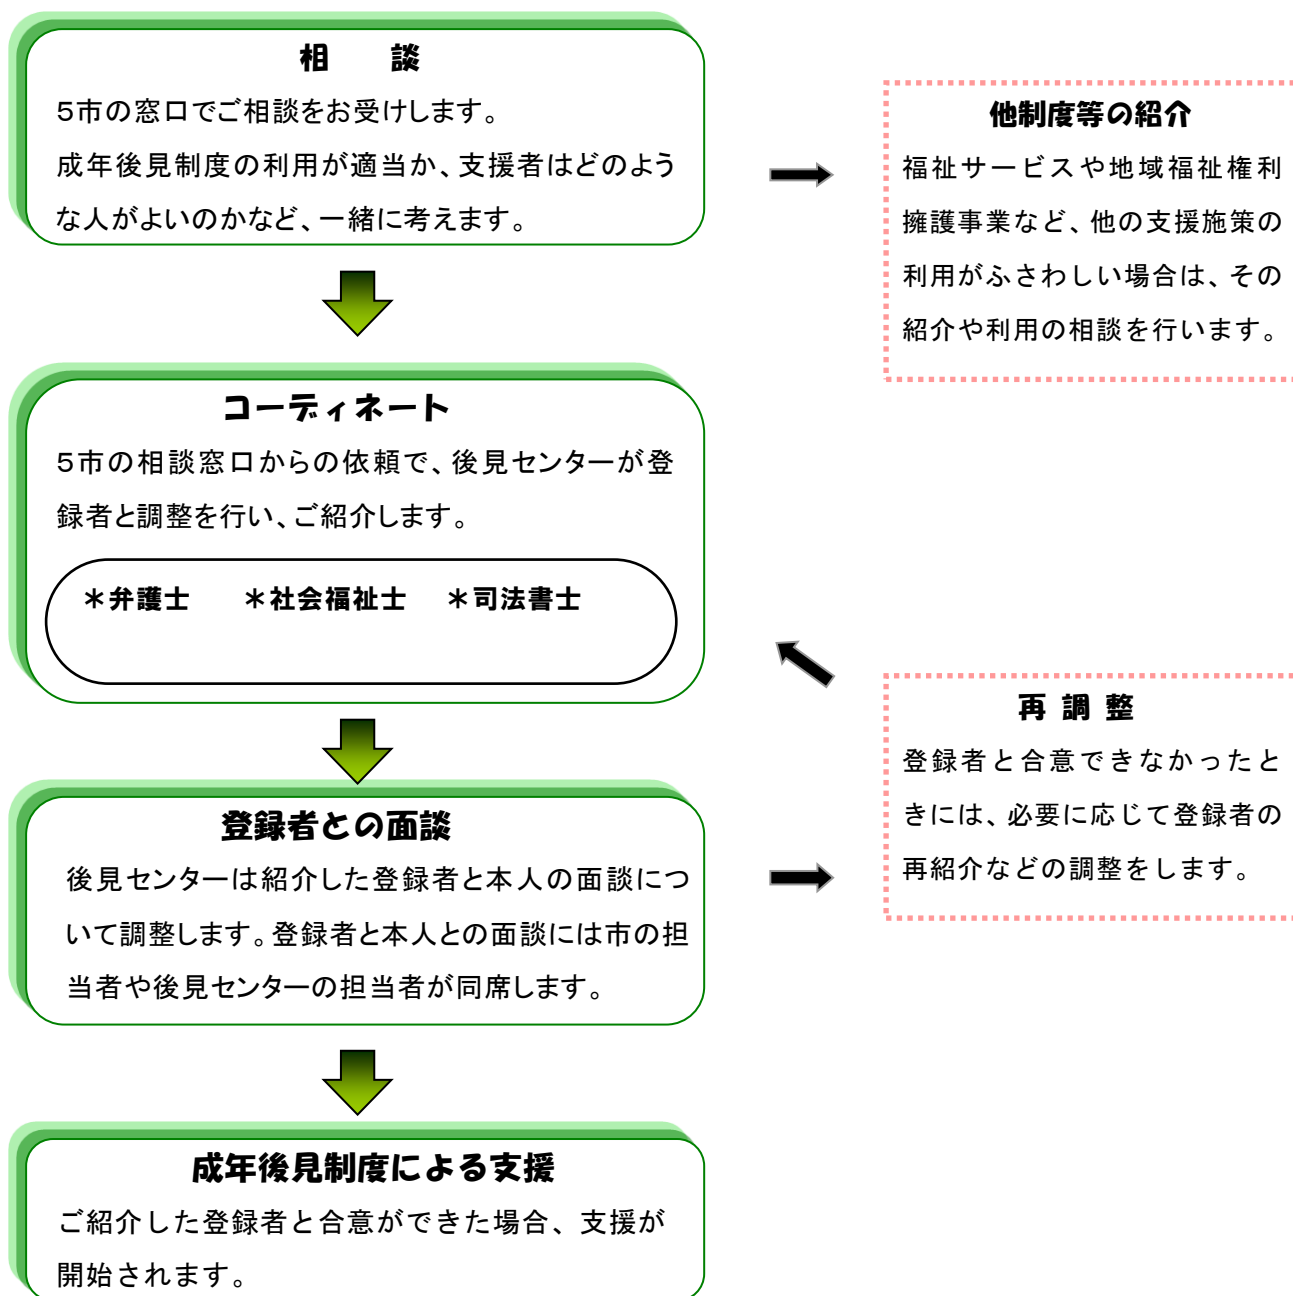 相　談
5市の窓口でご相談をお受けします。
成年後見制度の利用が適当か、支援者はどのよう
な人がよいのかなど、一緒に考えます。
他制度等の紹介
福祉サービスや地域福祉権利
擁護事業など、他の支援施策の
利用がふさわしい場合は、その
紹介や利用の相談を行います。
コーディネート
5市の相談窓口からの依頼で、後見センターが登
録者と調整を行い、ご紹介します。
＊弁護士　＊社会福祉士　＊司法書士
再 調 整
登録者と合意できなかったと
きには、必要に応じて登録者の
再紹介などの調整をします。
登録者との面談
後見センターは紹介した登録者と本人の面談につ
いて調整します。登録者と本人との面談には市の担
当者や後見センターの担当者が同席します。
成年後見制度による支援
ご紹介した登録者と合意ができた場合、支援が
開始されます。